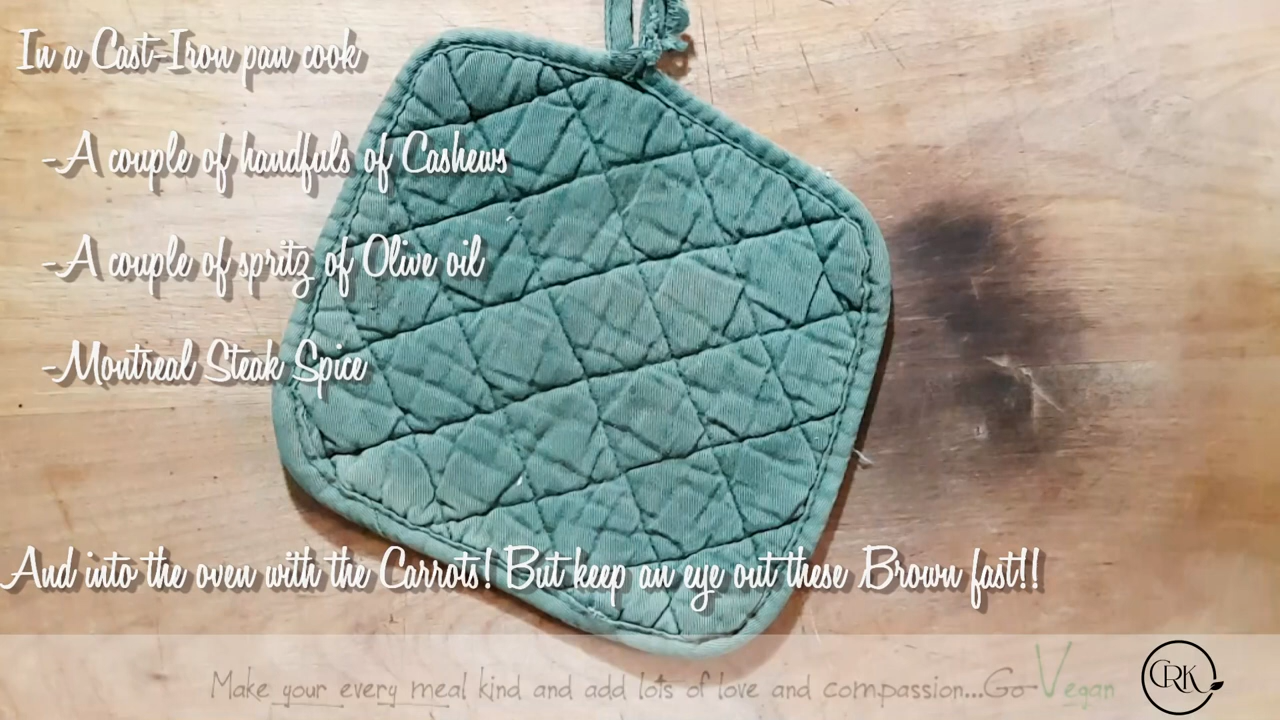 In a Cast-Iron pan cook
-A couple of handfuls of Cashews
-A couple of spritz of Olive oil
-Montreal Steak Spice
And into the oven with the Carrots! But keep an eye out these Brown fast!!
Make your every meal kind and add lots of love and compassion...Go Vegan
CRK